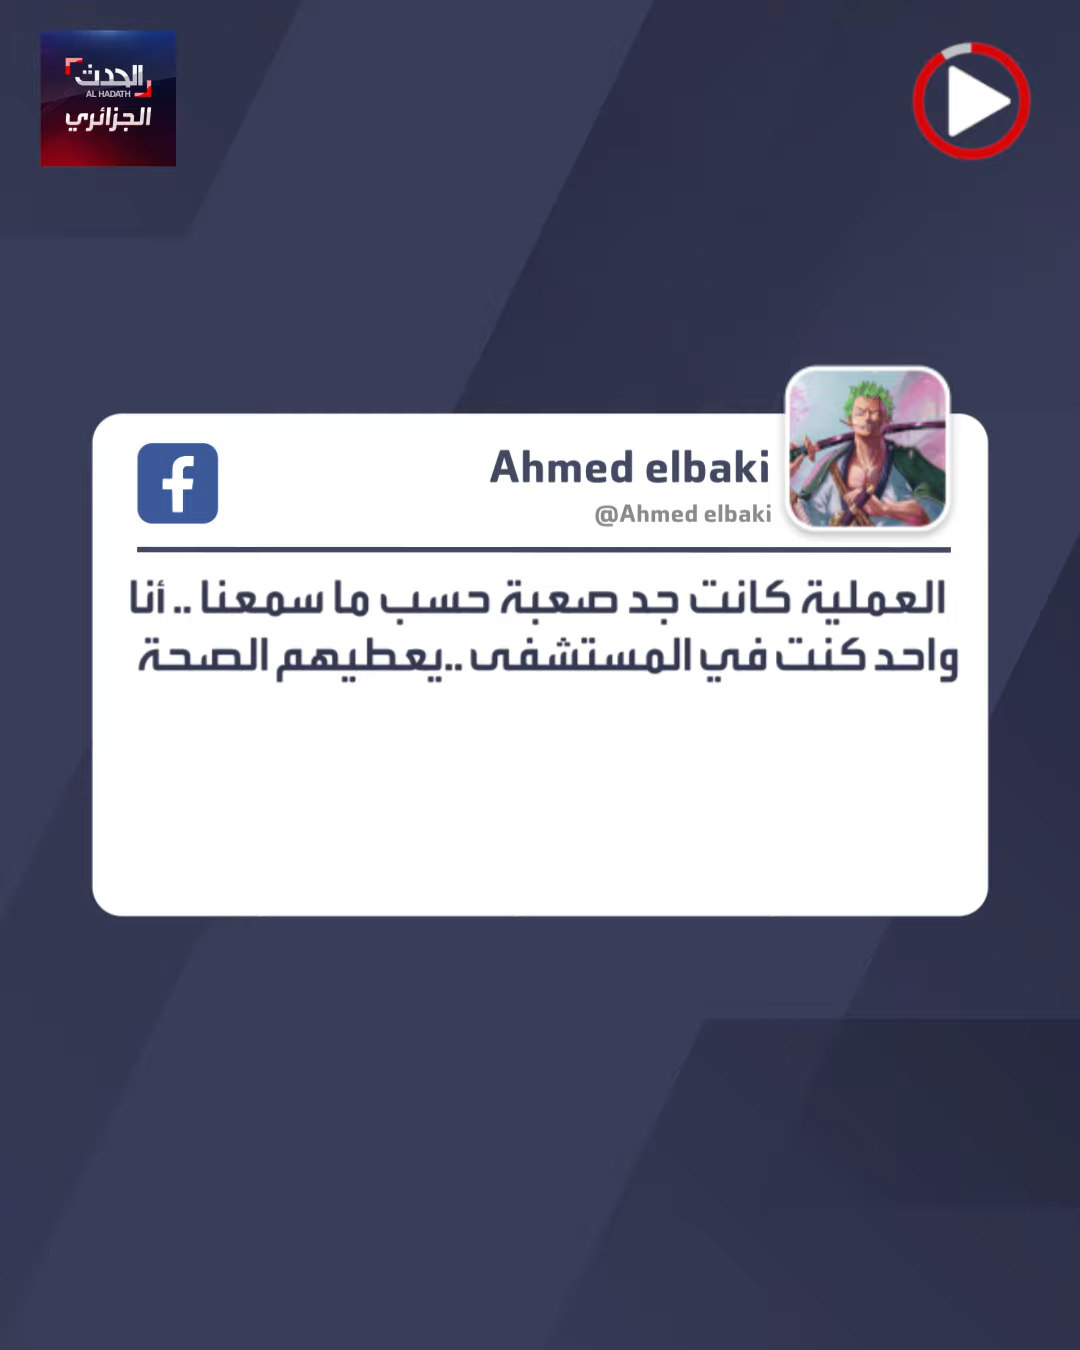 الحدث
AL HADATH
الجزائري
Ahmed elbaki
@Ahmed elbaki
العملية كانت جد صعبة حسب ما سمعنا .. أنا
واحد كنت في المستشفى ..يعطيهم الصحة